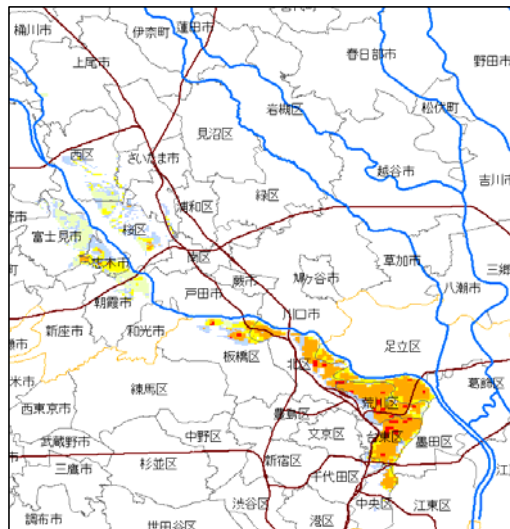 桶川市
伊奈町
蓮田市
春日部市
野田市
上尾市
岩槻区
松伏町
見沼区
西区
さいたま市
越谷市
吉川市
緑区
浦和区
桜区
富士見市
南区
草加市
三郷
志木市
蕨市
鳩ヶ谷市
八潮市
戸田市
朝霞市
川口市
新座市
和光市
足立区
板橋区
北区
葛飾区
練馬区
荒川区
西東京市
豊島区
文京区
台東区
墨田区
武蔵野市
中野区
杉並区
新宿区
三鷹市
千代田区
渋谷区
中央区
江東区
調布市
世田谷区
港区